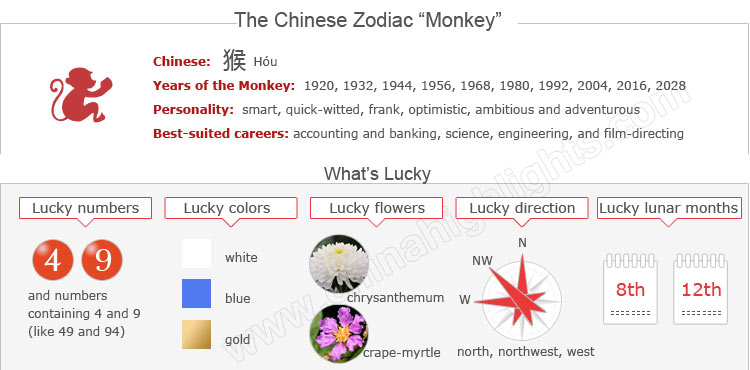 The Chinese Zodiac “Monkey”
Chinese: 猴 Hóu
Years of the Monkey: 1920, 1932, 1944, 1956, 1968, 1980, 1992, 2004, 2016, 2028
Personality: smart, quick-witted, frank, optimistic, ambitious and adventurous
Best-suited careers: accounting and banking, science, engineering, and film-directing
What’s Lucky
Lucky numbers
4 9
and numbers
containing 4 and 9
(like 49 and 94)
Lucky colors
white
blue
gold
Lucky flowers
chrysanthemum
crape-myrtle
Lucky direction
N
NW
W
north, northwest, west
Lucky lunar months
8th 12th
www.chinahighlights.com